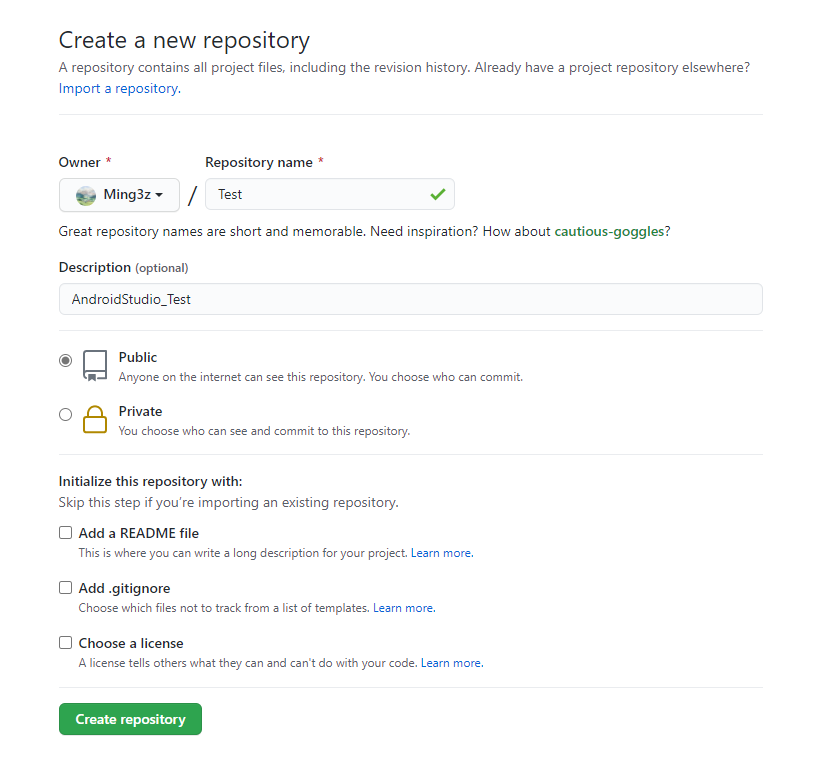 Create a new repository
A repository contains all project files, including the revision history. Already have a project repository elsewhere?
Import a repository.
Owner * Repository name *
Ming3z / Test
Great repository names are short and memorable. Need inspiration? How about cautious-goggles?
Description (optional)
AndroidStudio_Test
Public
Anyone on the internet can see this repository. You choose who can commit.
Private
You choose who can see and commit to this repository.
Initialize this repository with:
Skip this step if you’re importing an existing repository.
Add a README file
This is where you can write a long description for your project. Learn more.
Add .gitignore
Choose which files not to track from a list of templates. Learn more.
Choose a license
A license tells others what they can and can't do with your code. Learn more.
Create repository